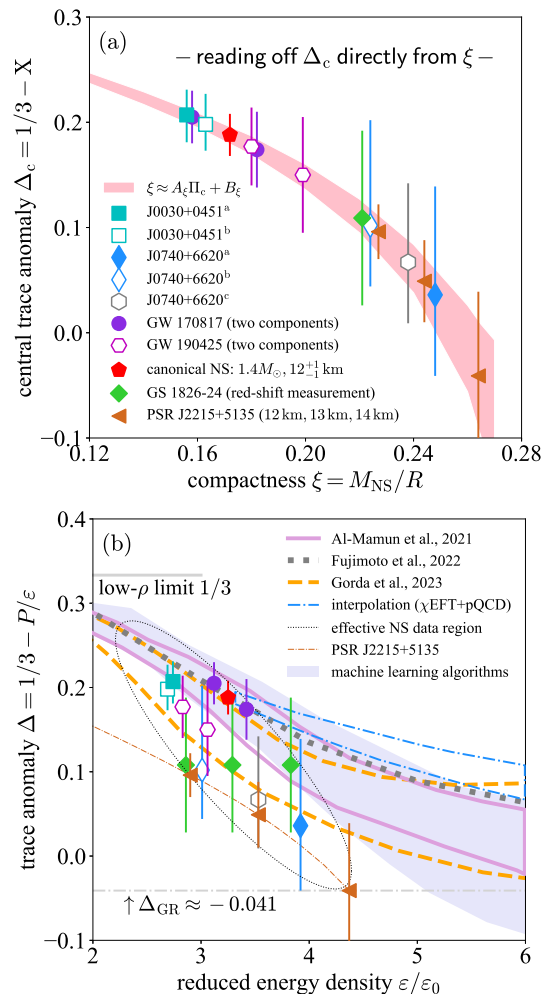 0.3
0.2
0.1
0.0
−0.1
central trace anomaly Δc = 1/3 − X
(a)
− reading off Δc directly from ξ −
ξ ≈ AξΠc + Bξ
J0030+0451a
J0030+0451b
J0740+6620a
J0740+6620b
J0740+6620c
GW 170817 (two components)
GW 190425 (two components)
canonical NS: 1.4M⊙, 12+1−1 km
GS 1826-24 (red-shift measurement)
PSR J2215+5135 (12 km, 13 km, 14 km)
0.12 0.16 0.20 0.24 0.28
compactness ξ = MNS/R
0.4
0.3
0.2
0.1
0.0
−0.1
trace anomaly Δ = 1/3 − P/ε
(b)
low-ρ limit 1/3
Al-Mamun et al., 2021
Fujimoto et al., 2022
Gorda et al., 2023
interpolation (χEFT+pQCD)
effective NS data region
PSR J2215+5135
machine learning algorithms
↑ ΔGR ≈ −0.041
2 3 4 5 6
reduced energy density ε/ε0